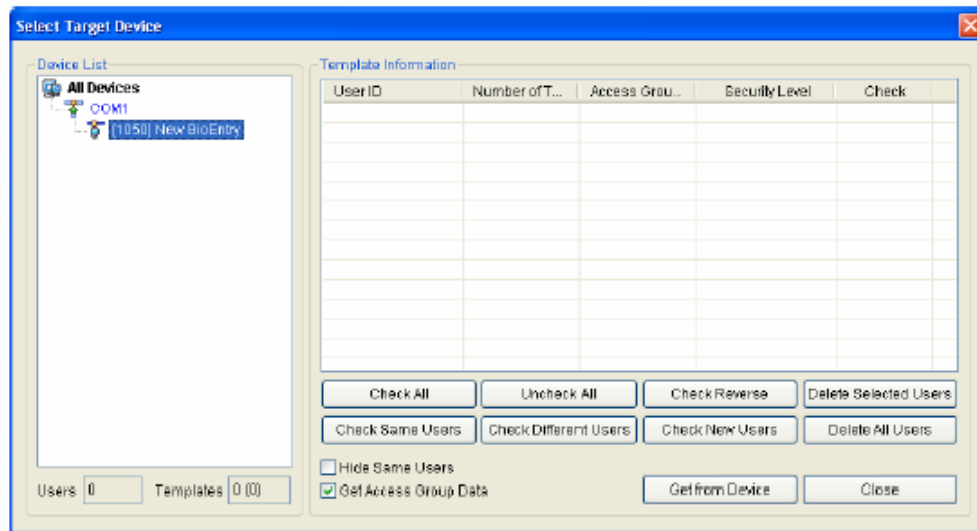 Select Target Device
Device List
All Devices
COM1
[1050] New BioEntry
Users 0 Templates 0 (0)
Template Information
User ID Number of T... Access Grou... Security Level Check
Check All Uncheck All Check Reverse Delete Selected Users
Check Same Users Check Different Users Check New Users Delete All Users
Hide Same Users
Get Access Group Data Get from Device Close